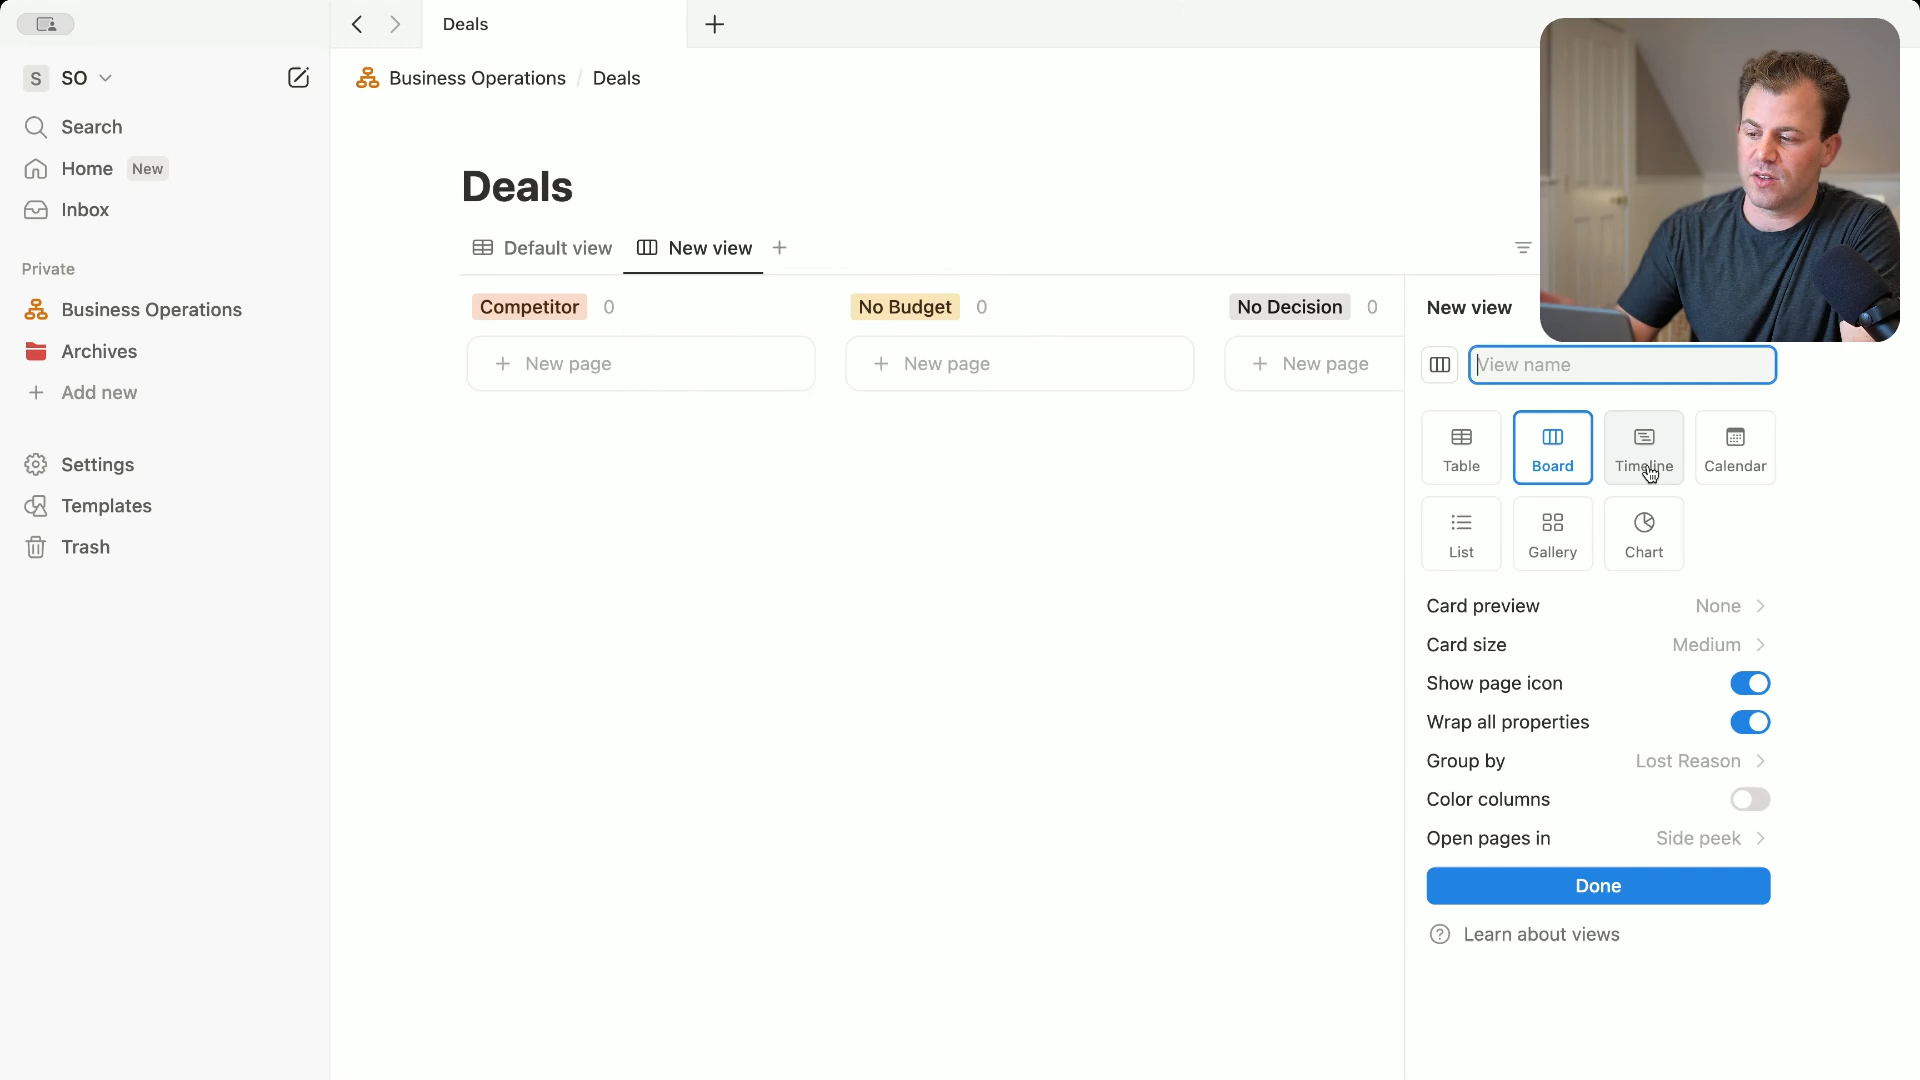 Deals
S SO
Business Operations / Deals
Search
Home New
Inbox
Private
Business Operations
Archives
Add new
Settings
Templates
Trash
Deals
Default view
New view
Competitor 0
No Budget 0
No Decision 0
New page
New page
New page
New view
View name
Table
Board
Timeline
Calendar
List
Gallery
Chart
Card preview None
Card size Medium
Show page icon
Wrap all properties
Group by Lost Reason
Color columns
Open pages in Side peek
Done
Learn about views